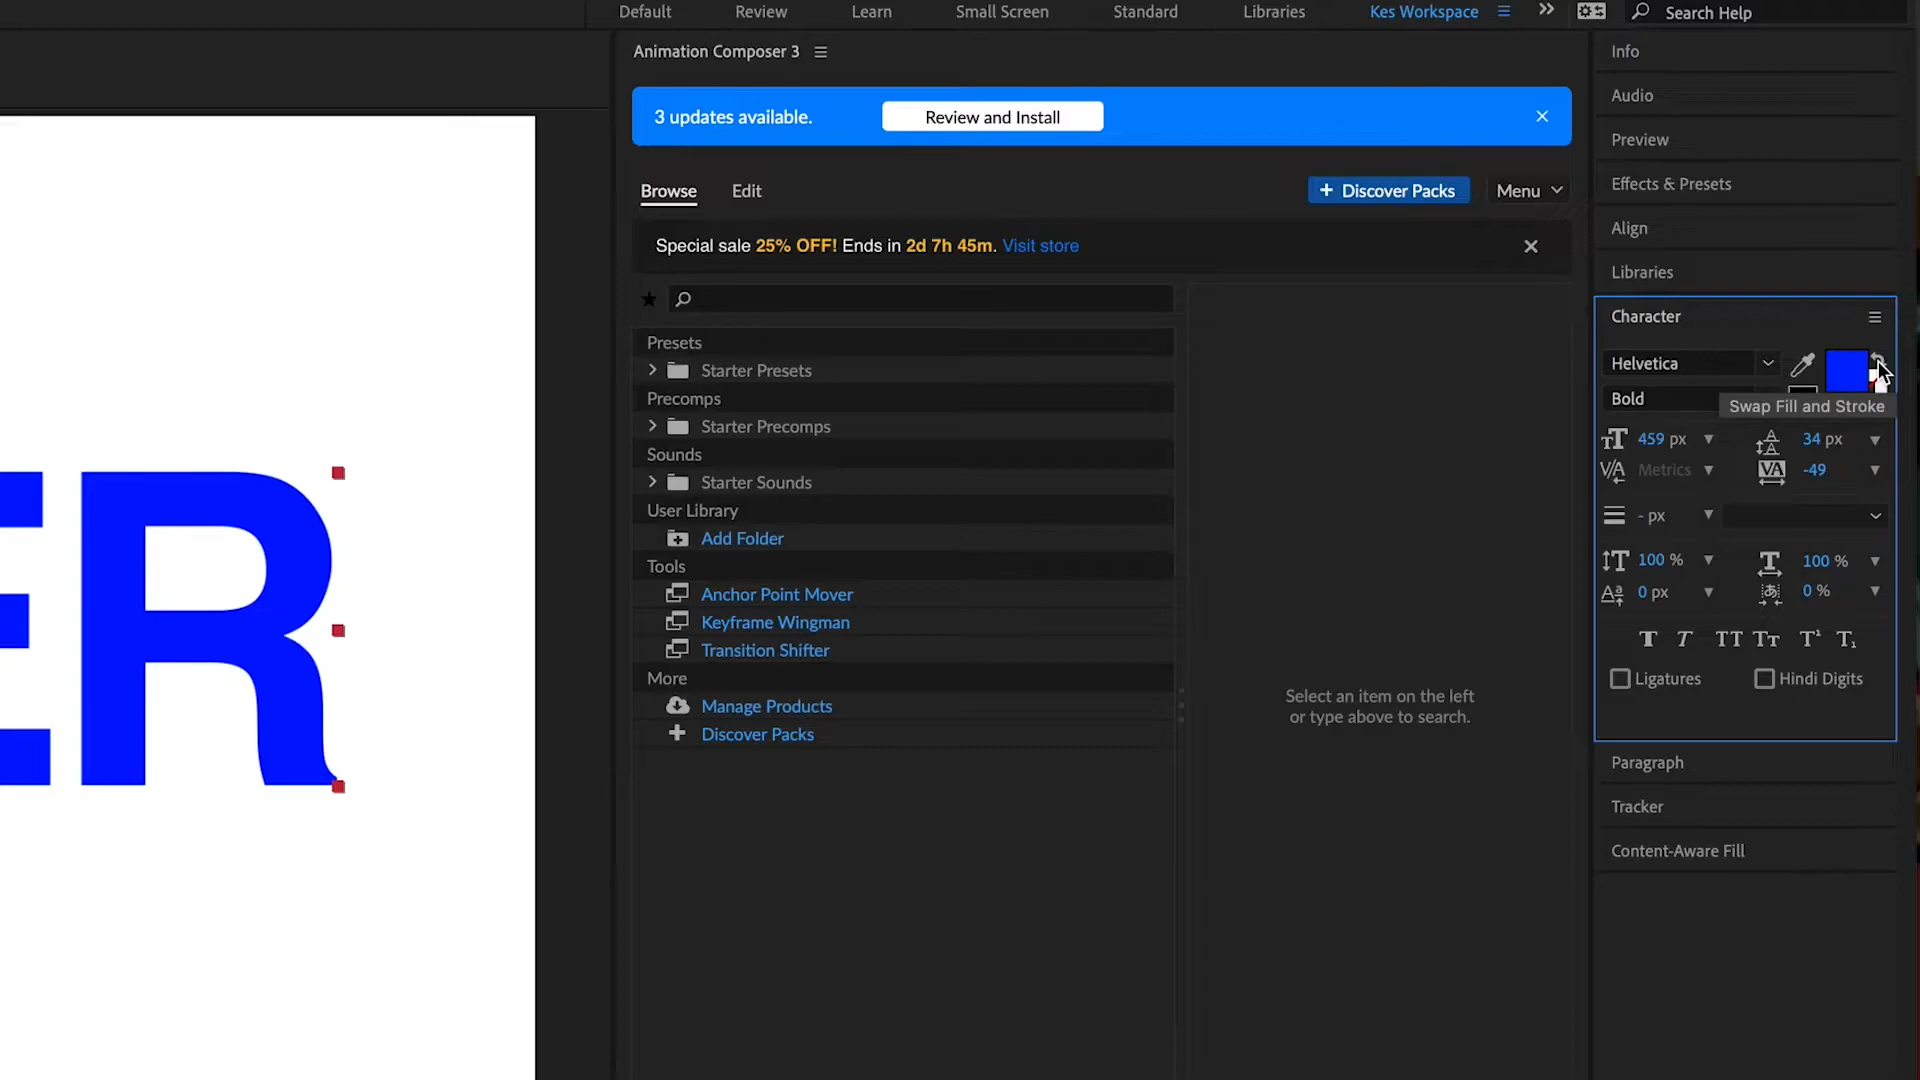 Default Review Learn Small Screen Standard Libraries Kes Workspace Search Help
Animation Composer 3
3 updates available. Review and Install
Browse Edit + Discover Packs Menu
Special sale 25% OFF! Ends in 2d 7h 45m. Visit store
Presets
Starter Presets
Precomps
Starter Precomps
Sounds
Starter Sounds
User Library
Add Folder
Tools
Anchor Point Mover
Keyframe Wingman
Transition Shifter
More
Manage Products
Discover Packs
Select an item on the left
or type above to search.
ER
Info
Audio
Preview
Effects & Presets
Align
Libraries
Character
Helvetica
Bold
Swap Fill and Stroke
459 px 34 px
Metrics -49
- px
100 % 100 %
0 px 0 %
T T TT Tt T¹ T₁
Ligatures Hindi Digits
Paragraph
Tracker
Content-Aware Fill